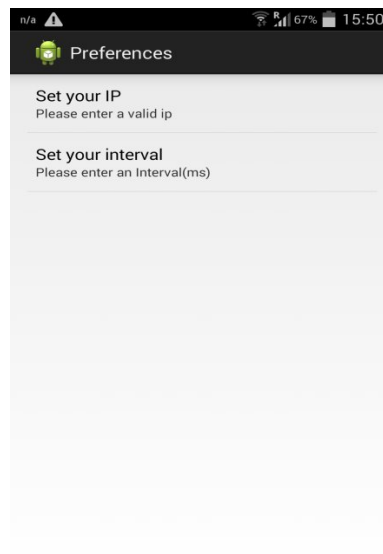 n/a R 67% 15:50
Preferences
Set your IP
Please enter a valid ip
Set your interval
Please enter an Interval(ms)